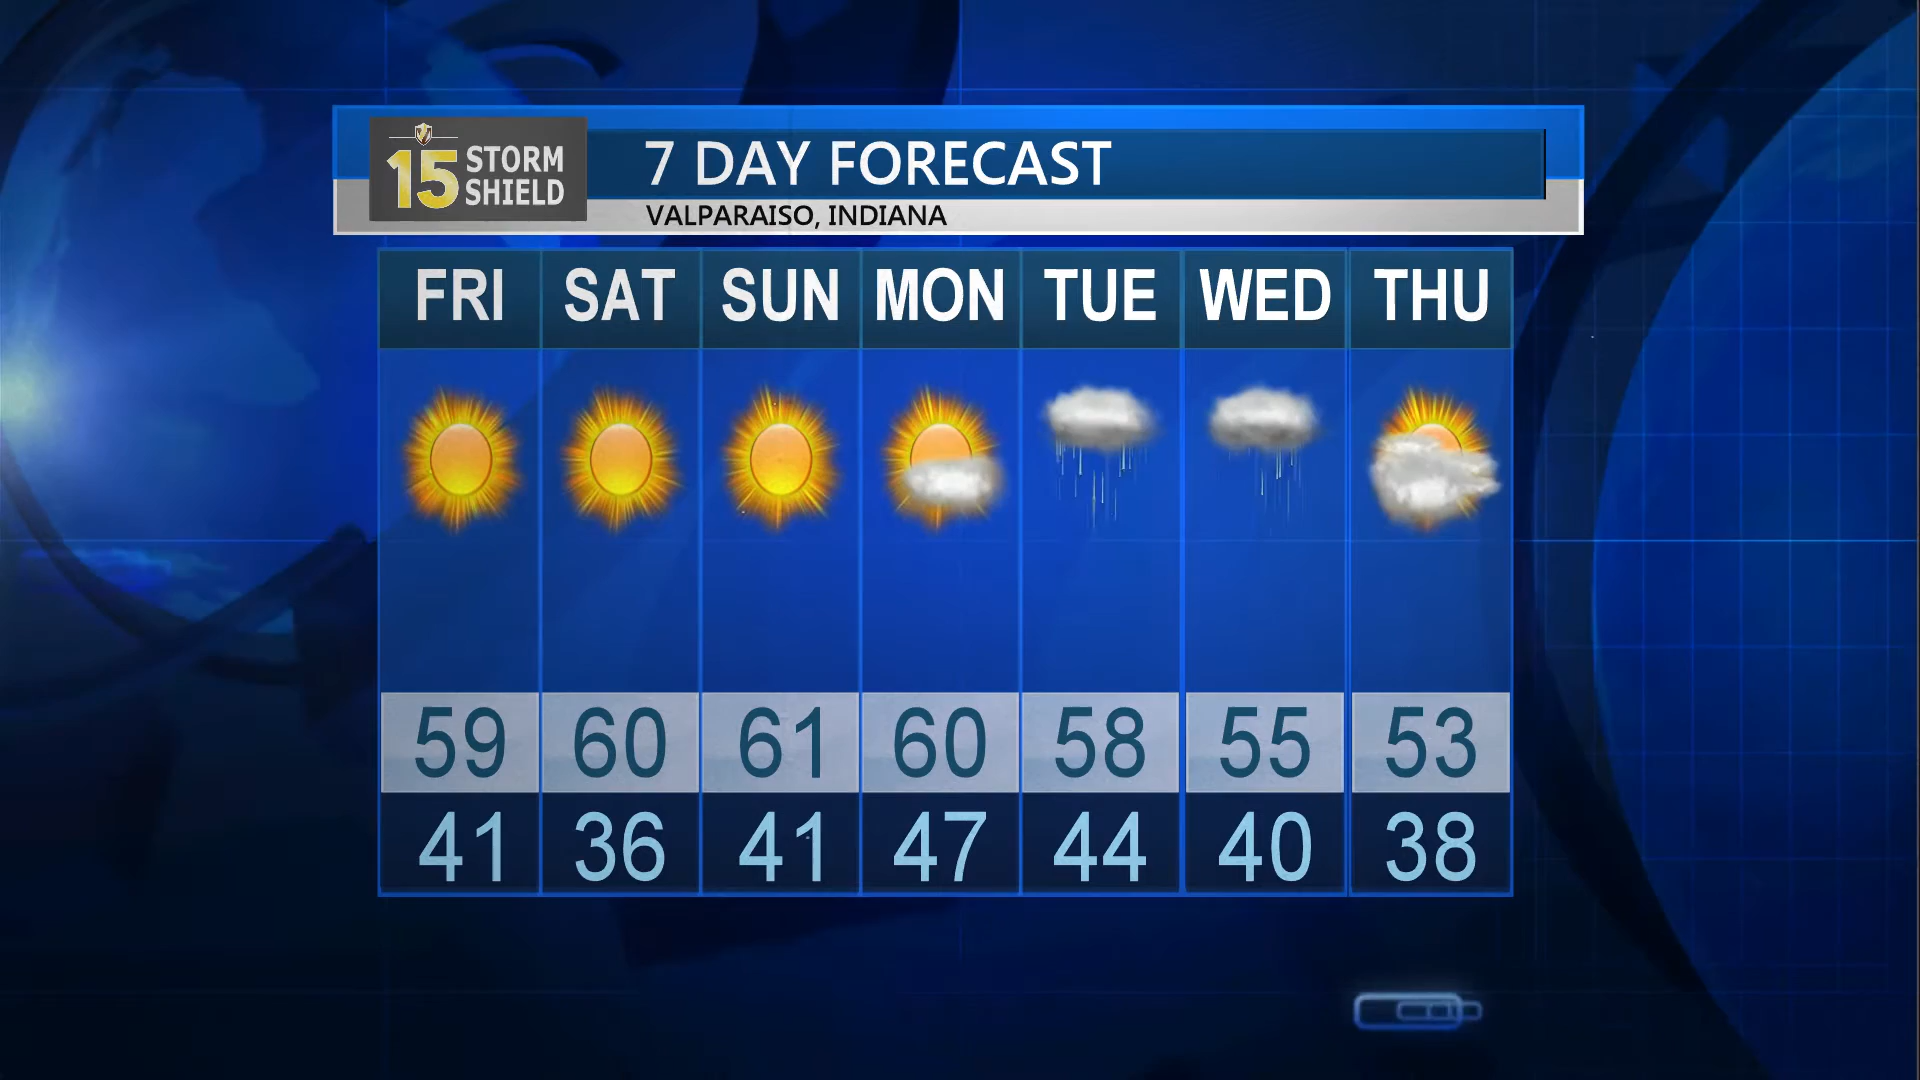 15 STORM SHIELD
7 DAY FORECAST
VALPARAISO, INDIANA
FRI SAT SUN MON TUE WED THU
59 60 61 60 58 55 53
41 36 41 47 44 40 38